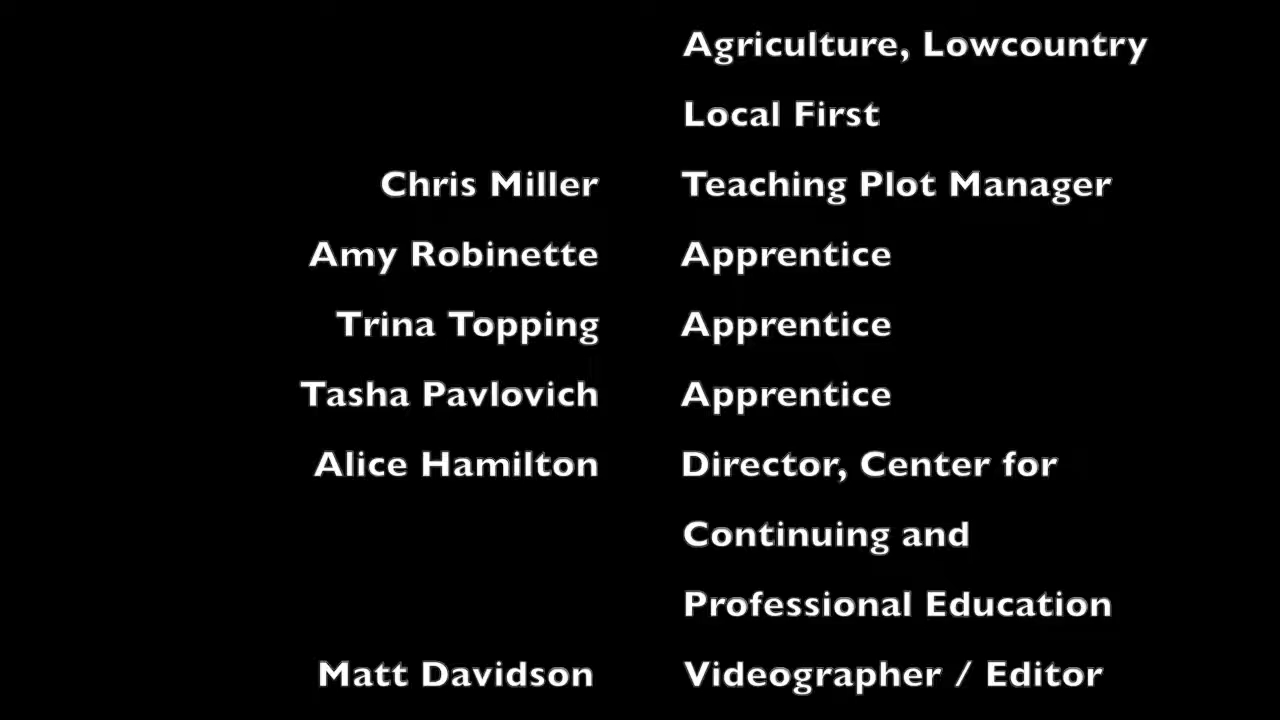 Agriculture, Lowcountry
Local First
Chris Miller Teaching Plot Manager
Amy Robinette Apprentice
Trina Topping Apprentice
Tasha Pavlovich Apprentice
Alice Hamilton Director, Center for
Continuing and
Professional Education
Matt Davidson Videographer / Editor